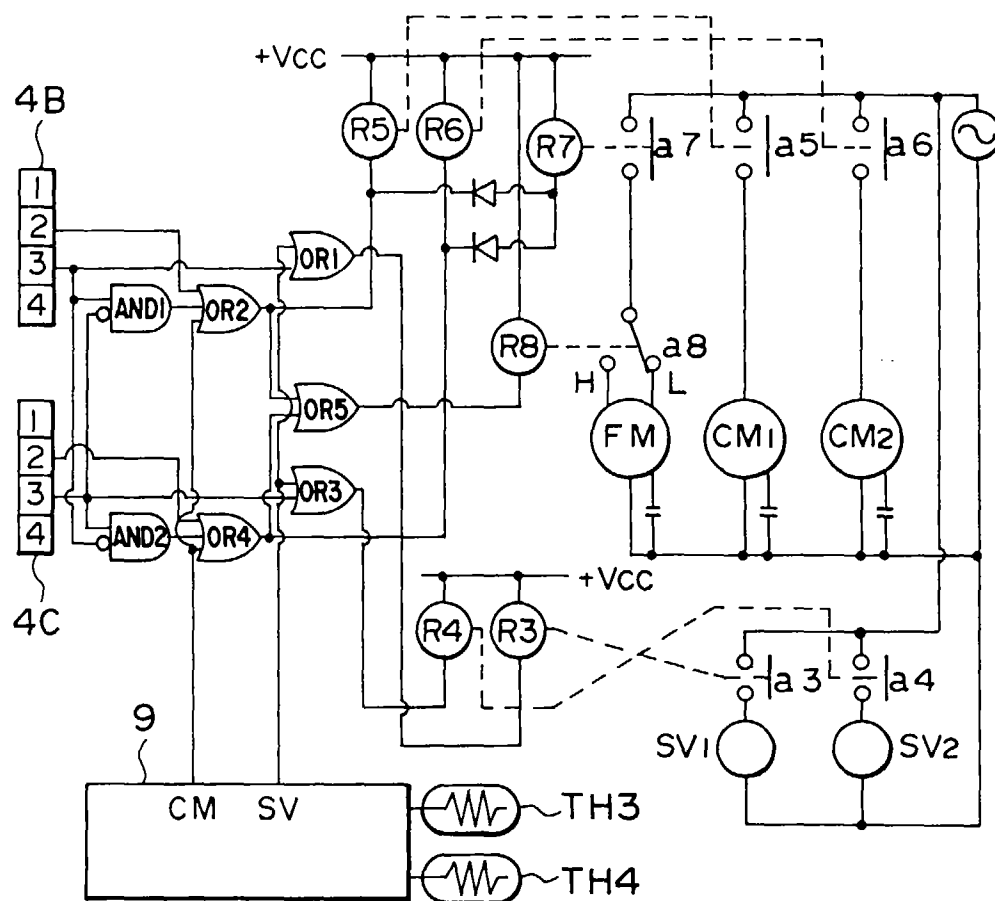 +Vcc
4B
R5
R6
R7
a7
a5
a6
1
2
3
4
OR1
AND1
OR2
R8
a8
H
L
1
2
3
4
OR5
FM
CM1
CM2
OR3
AND2
OR4
4C
+Vcc
R4
R3
a3
a4
9
SV1
SV2
CM SV
TH3
TH4